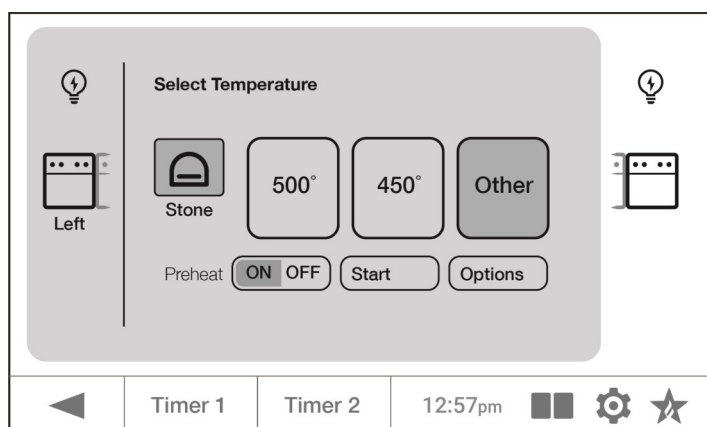 Select Temperature
Left
Stone
500°
450°
Other
Preheat ON OFF Start Options
Timer 1 Timer 2 12:57pm